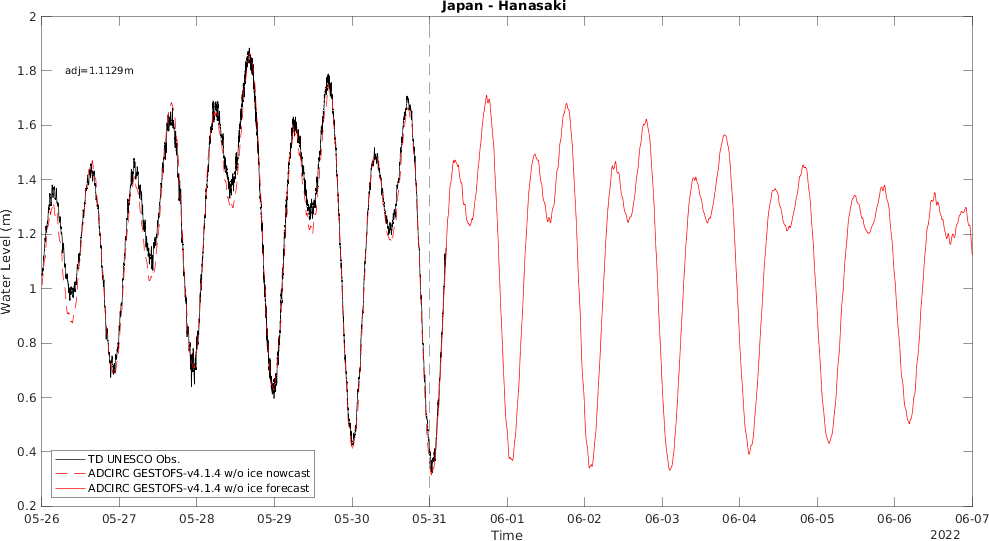 Japan - Hanasaki
2
1.8
adj=1.1129m
1.6
1.4
1.2
1
0.8
0.6
0.4
0.2
Water Level (m)
TD UNESCO Obs.
ADCIRC GESTOFS-v4.1.4 w/o ice nowcast
ADCIRC GESTOFS-v4.1.4 w/o ice forecast
05-26 05-27 05-28 05-29 05-30 05-31 06-01 06-02 06-03 06-04 06-05 06-06 06-07
Time
2022